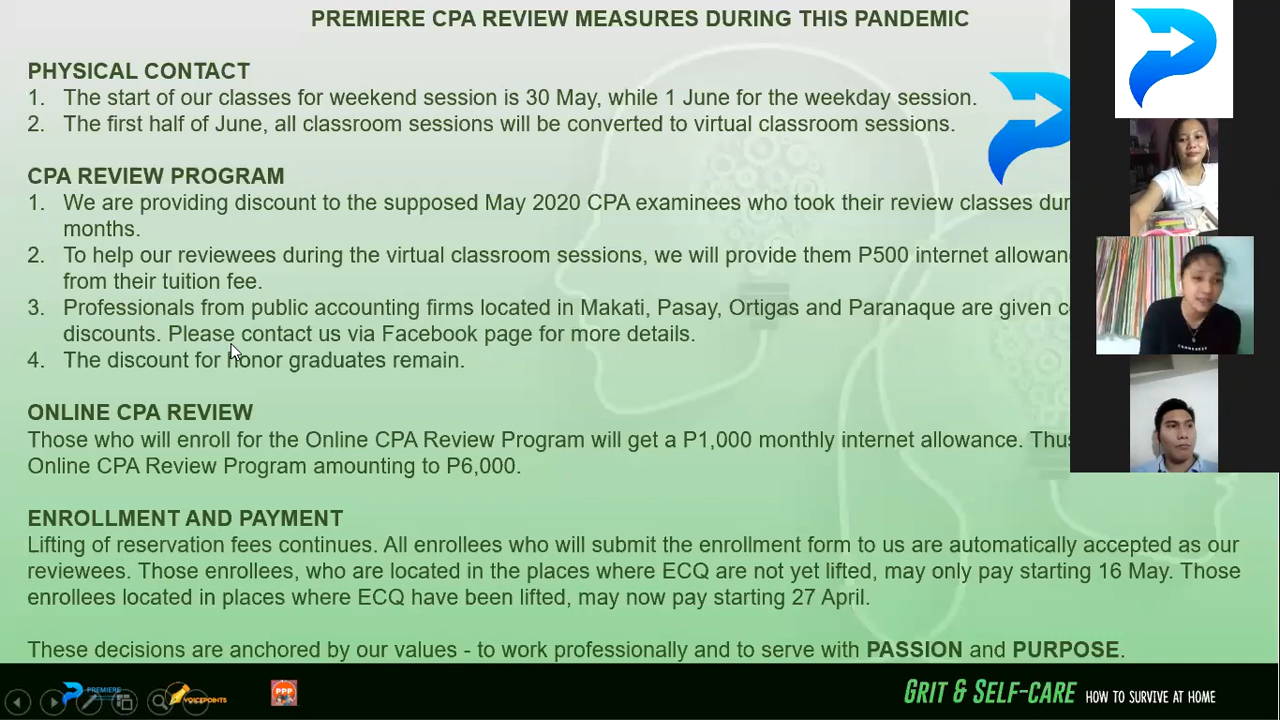 PREMIERE CPA REVIEW MEASURES DURING THIS PANDEMIC
PHYSICAL CONTACT
1. The start of our classes for weekend session is 30 May, while 1 June for the weekday session.
2. The first half of June, all classroom sessions will be converted to virtual classroom sessions.
CPA REVIEW PROGRAM
1. We are providing discount to the supposed May 2020 CPA examinees who took their review classes
months.
2. To help our reviewees during the virtual classroom sessions, we will provide them P500 internet
from their tuition fee.
3. Professionals from public accounting firms located in Makati, Pasay, Ortigas and Paranaque are given
discounts. Please contact us via Facebook page for more details.
4. The discount for honor graduates remain.
ONLINE CPA REVIEW
Those who will enroll for the Online CPA Review Program will get a P1,000 monthly internet allowance.
Online CPA Review Program amounting to P6,000.
ENROLLMENT AND PAYMENT
Lifting of reservation fees continues. All enrollees who will submit the enrollment form to us are automatically accepted as our
reviewees. Those enrollees, who are located in the places where ECQ are not yet lifted, may only pay starting 16 May. Those
enrollees located in places where ECQ have been lifted, may now pay starting 27 April.
These decisions are anchored by our values - to work professionally and to serve with PASSION and PURPOSE.
PREMIERE VOICEPOINTS PPP
GRIT & SELF-CARE HOW TO SURVIVE AT HOME